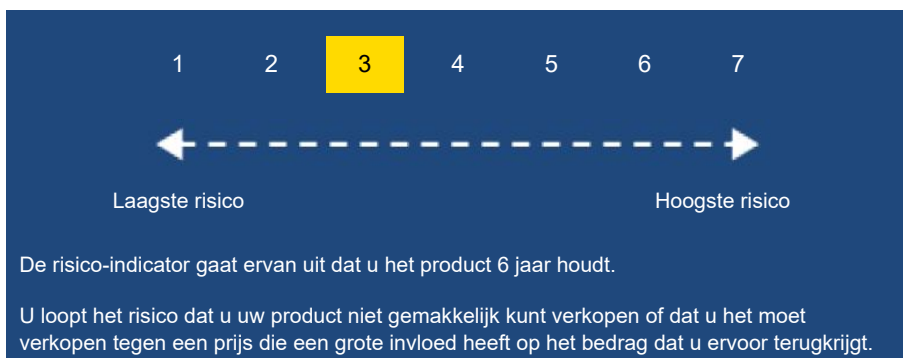 1 2 3 4 5 6 7
Laagste risico Hoogste risico
De risico-indicator gaat ervan uit dat u het product 6 jaar houdt.
U loopt het risico dat u uw product niet gemakkelijk kunt verkopen of dat u het moet
verkopen tegen een prijs die een grote invloed heeft op het bedrag dat u ervoor terugkrijgt.